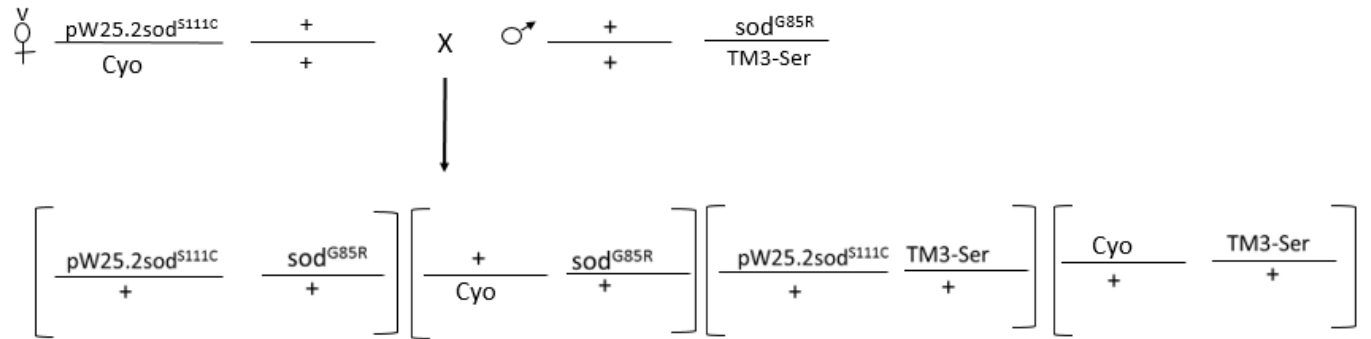 v
pW25.2sod^S111C + X + sod^G85R
Cyo + + TM3-Ser
pW25.2sod^S111C sod^G85R + sod^G85R pW25.2sod^S111C TM3-Ser Cyo TM3-Ser
+ + Cyo + + + + +